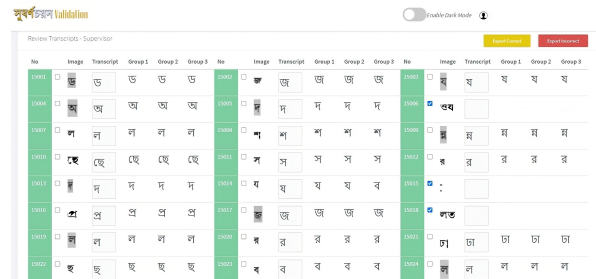 সুবর্ণচয়ন Validation
Enable Dark Mode
Review Transcripts - Supervisor
Export Correct Export Incorrect
No Image Transcript Group 1 Group 2 Group 3 No Image Transcript Group 1 Group 2 Group 3 No Image Transcript Group 1 Group 2 Group 3
15001 ড ড ড ড ড 15002 জ জ জ জ জ 15003 য য য য য
15004 অ অ অ অ অ 15005 দ দ দ দ দ 15006 ওয
15007 ল ল ল ল ল 15008 শ শ শ শ শ 15009 ন্ন ন্ন ন্ন ন্ন ন্ন
15010 ছে ছে ছে ছে ছে 15011 স স স স স 15012 র র র র র
15013 দ দ দ দ দ 15014 য য য য ব 15015 :
15016 প্র প্র প্র প্র প্র 15017 জ জ জ জ জ 15018 লত
15019 ল ল ল ল ল 15020 র র র র র 15021 ঢা ঢা ঢা ঢা ঢা
15022 ছ ছ ছ ছ ছ 15023 ব ব ব ব ব 15024 ল ল ল ল ল